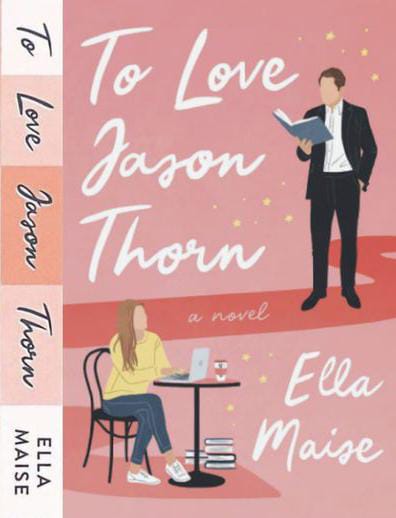 To
Love
Jason
Thorn
ELLA
MAISE
To Love
Jason
Thorn
a novel
Ella
Maise